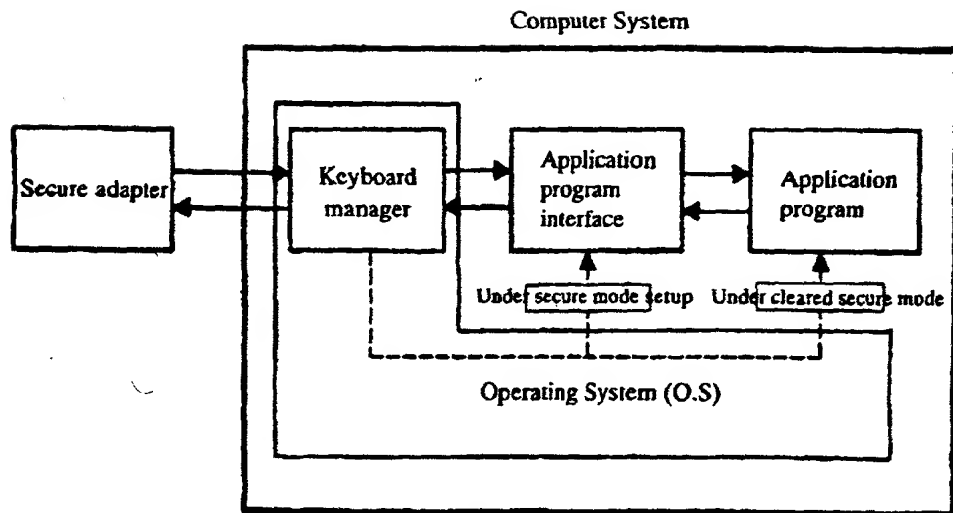 Computer System
Secure adapter
Keyboard
manager
Application
program
interface
Application
program
Under secure mode setup
Under cleared secure mode
Operating System (O.S)